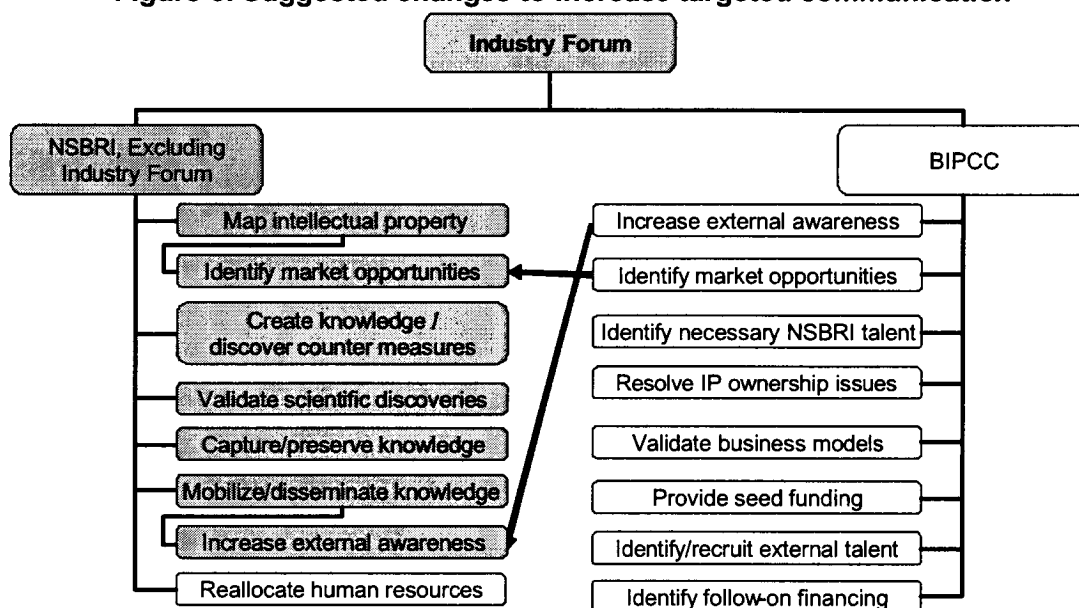 Figure 6. Suggested changes to increase targeted communication
Industry Forum
NSBRI, Excluding
Industry Forum
Map intellectual property
Identify market opportunities
Create knowledge /
discover counter measures
Validate scientific discoveries
Capture/preserve knowledge
Mobilize/disseminate knowledge
Increase external awareness
Reallocate human resources
BIPCC
Increase external awareness
Identify market opportunities
Identify necessary NSBRI talent
Resolve IP ownership issues
Validate business models
Provide seed funding
Identify/recruit external talent
Identify follow-on financing